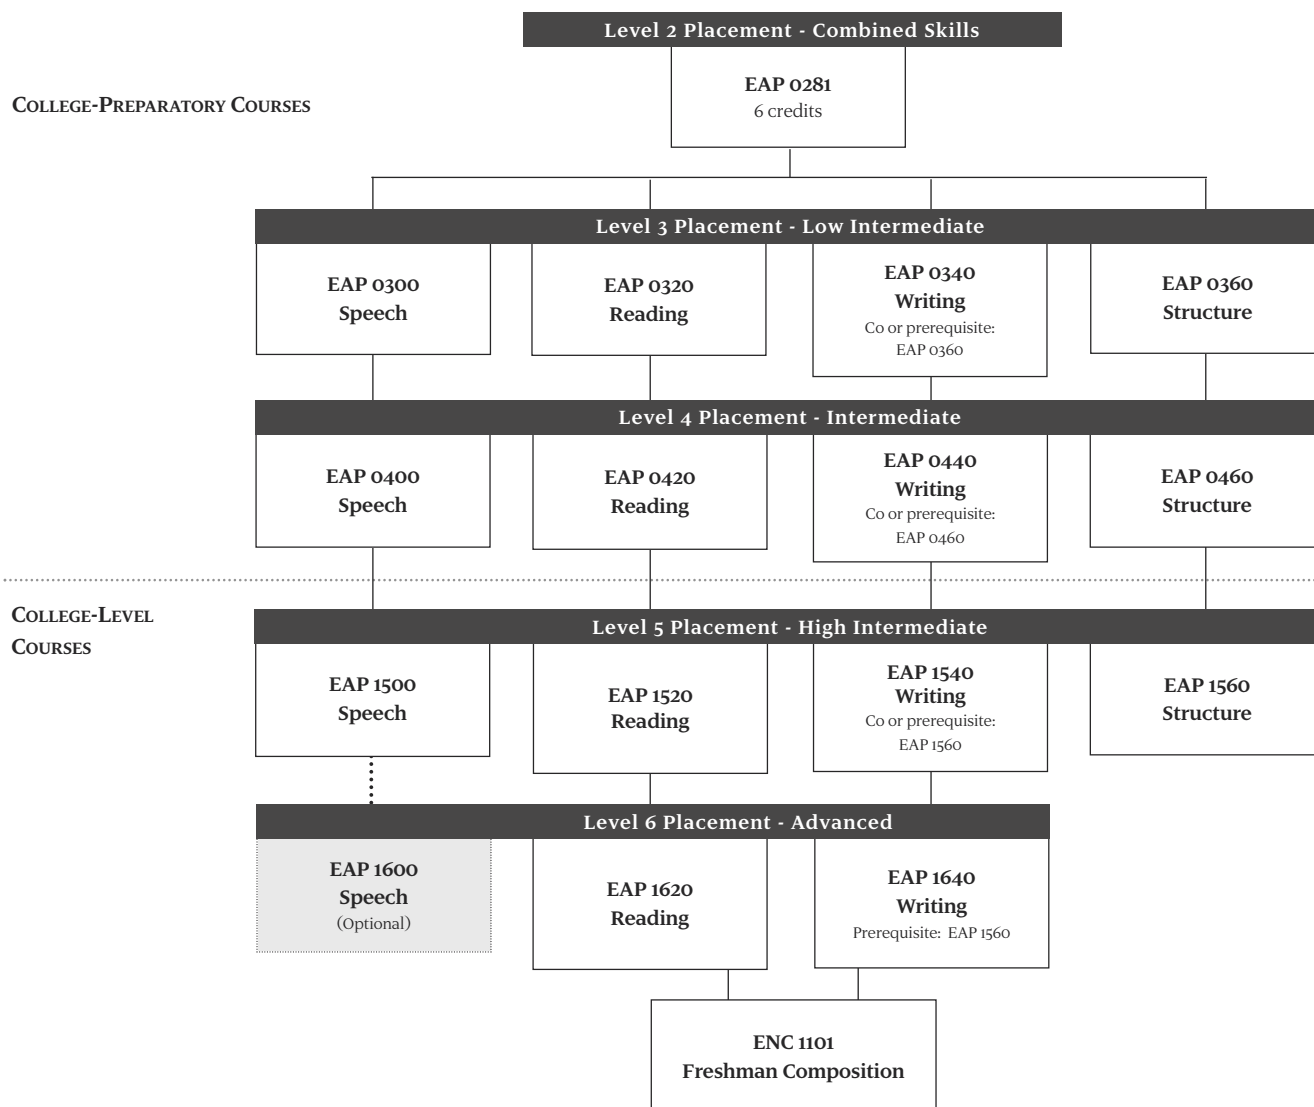 Level 2 Placement - Combined Skills
EAP 0281
6 credits
College-Preparatory Courses
Level 3 Placement - Low Intermediate
EAP 0300
Speech
EAP 0320
Reading
EAP 0340
Writing
Co or prerequisite:
EAP 0360
EAP 0360
Structure
Level 4 Placement - Intermediate
EAP 0400
Speech
EAP 0420
Reading
EAP 0440
Writing
Co or prerequisite:
EAP 0460
EAP 0460
Structure
College-Level
Courses
Level 5 Placement - High Intermediate
EAP 1500
Speech
EAP 1520
Reading
EAP 1540
Writing
Co or prerequisite:
EAP 1560
EAP 1560
Structure
Level 6 Placement - Advanced
EAP 1600
Speech
(Optional)
EAP 1620
Reading
EAP 1640
Writing
Prerequisite: EAP 1560
ENC 1101
Freshman Composition